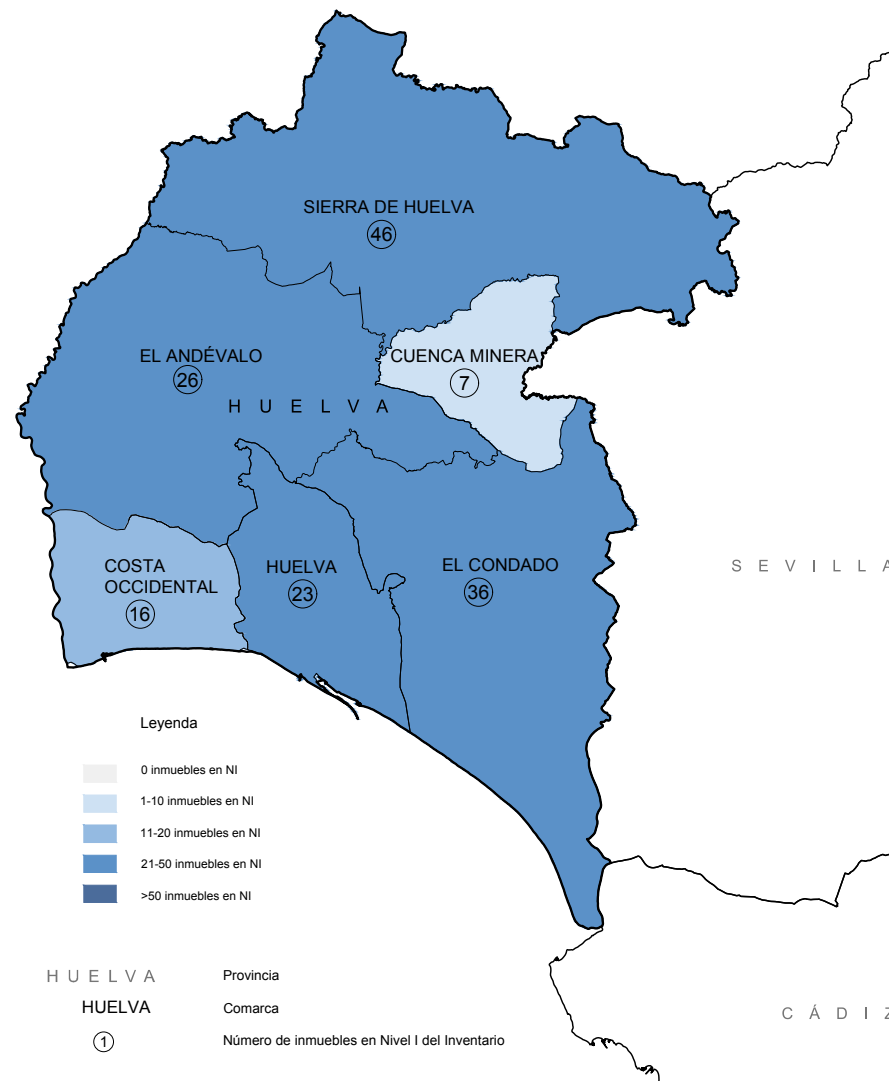 SIERRA DE HUELVA
46
EL ANDÉVALO
26
CUENCA MINERA
7
H U E L V A
COSTA
OCCIDENTAL
16
HUELVA
23
EL CONDADO
36
S E V I L L A
Leyenda
0 inmuebles en NI
1-10 inmuebles en NI
11-20 inmuebles en NI
21-50 inmuebles en NI
>50 inmuebles en NI
H U E L V A Provincia
HUELVA Comarca
1 Número de inmuebles en Nivel I del Inventario
C Á D I Z